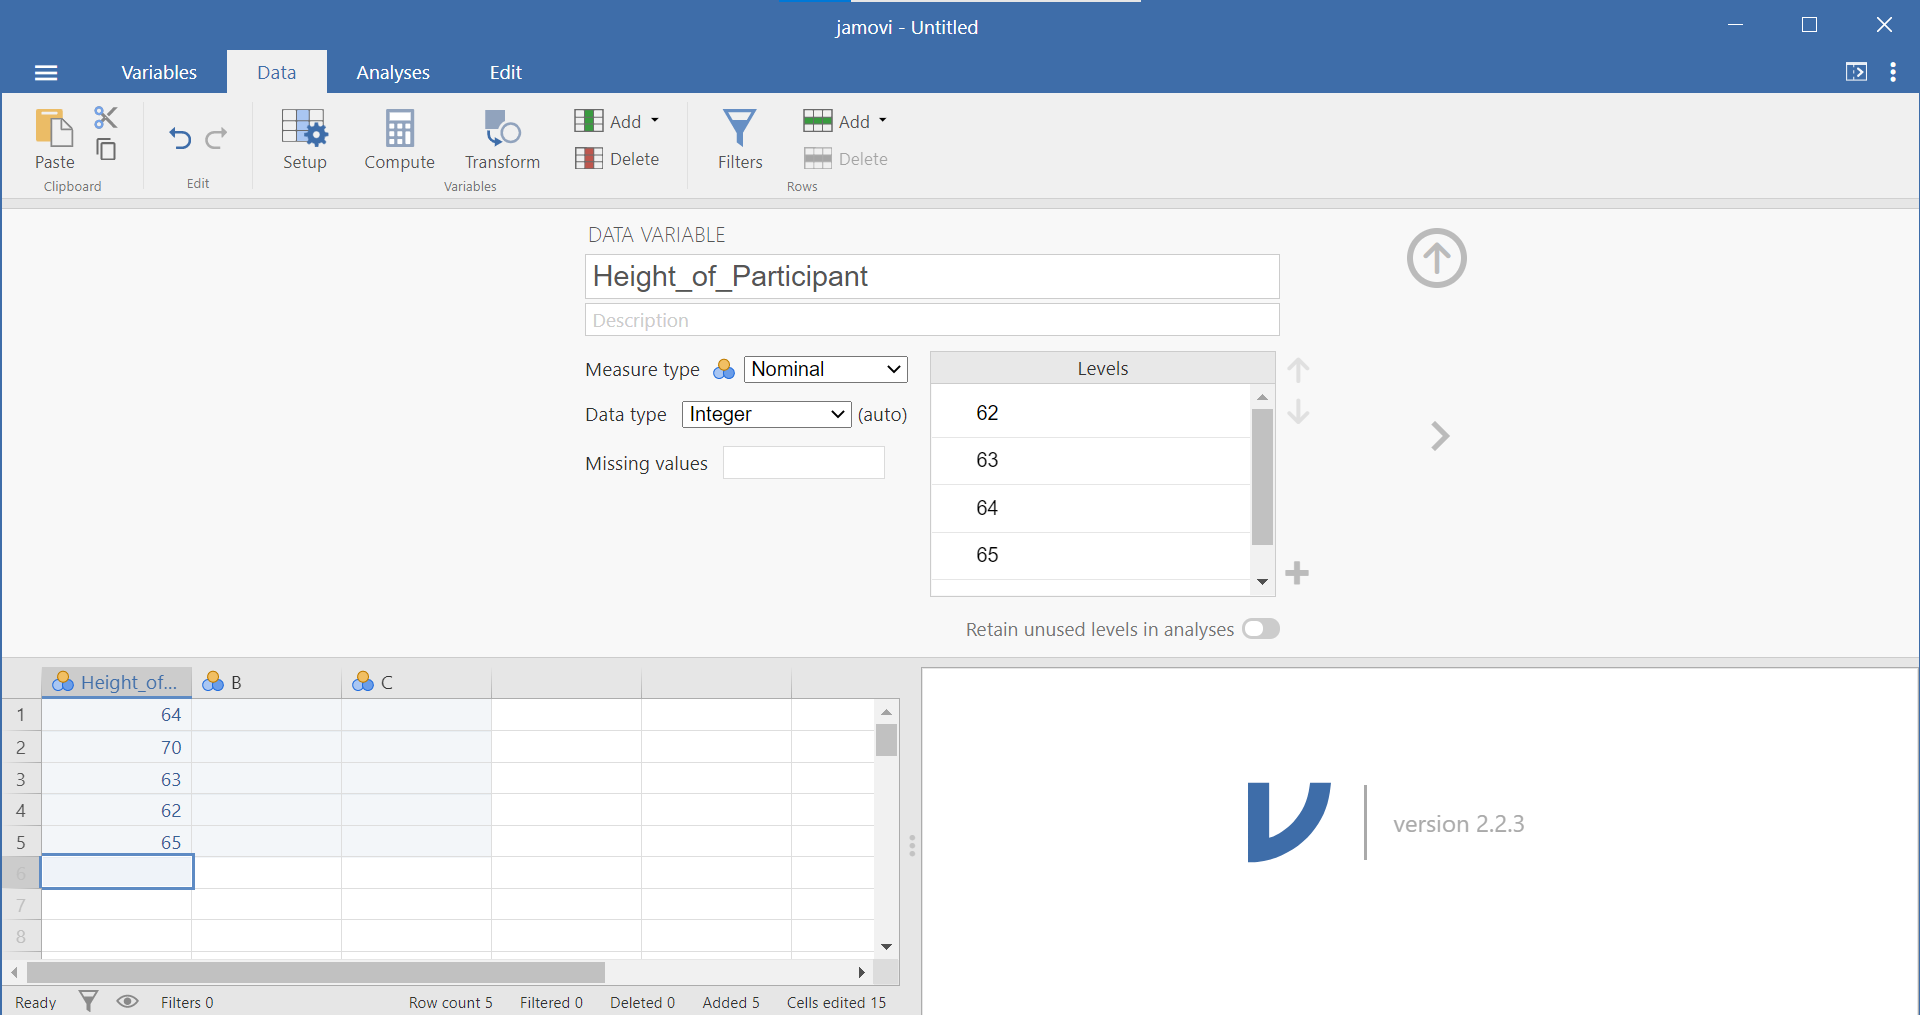 jamovi - Untitled
Variables Data Analyses Edit
Paste
Clipboard
Edit
Setup Compute Transform
Add
Delete
Variables
Filters
Add
Delete
Rows
DATA VARIABLE
Height_of_Participant
Description
Measure type Nominal
Data type Integer (auto)
Missing values
Levels
62
63
64
65
Retain unused levels in analyses
Height_of... B C
1 64
2 70
3 63
4 62
5 65
6
7
8
version 2.2.3
Ready Filters 0 Row count 5 Filtered 0 Deleted 0 Added 5 Cells edited 15